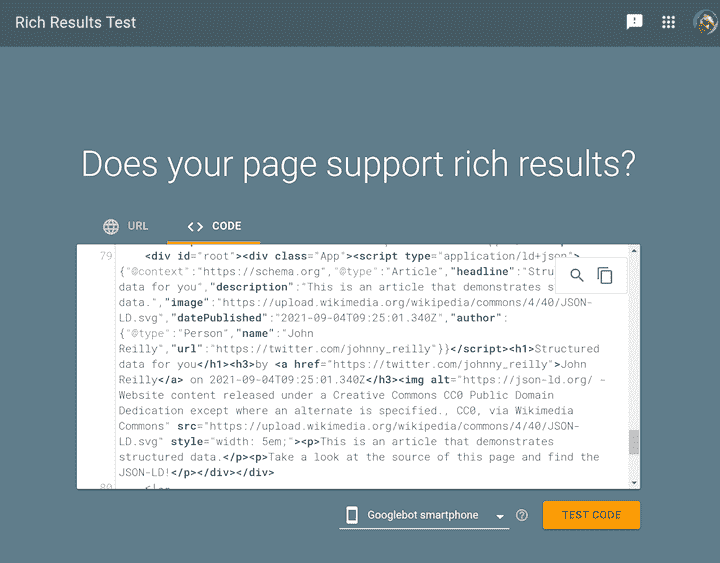 Rich Results Test
Does your page support rich results?
URL
CODE
79
<div id="root"><div class="App"><script type="application/ld+json">
{"@context":"https://schema.org","@type":"Article","headline":"Struc
data for you","description":"This is an article that demonstrates s
data.","image":"https://upload.wikimedia.org/wikipedia/commons/4/40/JSON-
LD.svg","datePublished":"2021-09-04T09:25:01.340Z","author":
{"@type":"Person","name":"John
Reilly","url":"https://twitter.com/johnny_reilly"}}</script><h1>Structured
data for you</h1><h3>by <a href="https://twitter.com/johnny_reilly">John
Reilly</a> on 2021-09-04T09:25:01.340Z</h3><img alt="https://json-ld.org/ -
Website content released under a Creative Commons CC0 Public Domain
Dedication except where an alternate is specified., CC0, via Wikimedia
Commons" src="https://upload.wikimedia.org/wikipedia/commons/4/40/JSON-
LD.svg" style="width: 5em;"><p>This is an article that demonstrates
structured data.</p><p>Take a look at the source of this page and find the
JSON-LD!</p></div></div>
80
Googlebot smartphone
TEST CODE